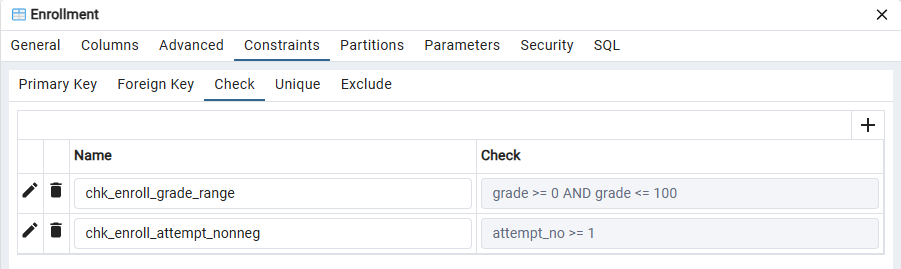 Enrollment
General Columns Advanced Constraints Partitions Parameters Security SQL
Primary Key Foreign Key Check Unique Exclude
Name Check
chk_enroll_grade_range grade >= 0 AND grade <= 100
chk_enroll_attempt_nonneg attempt_no >= 1